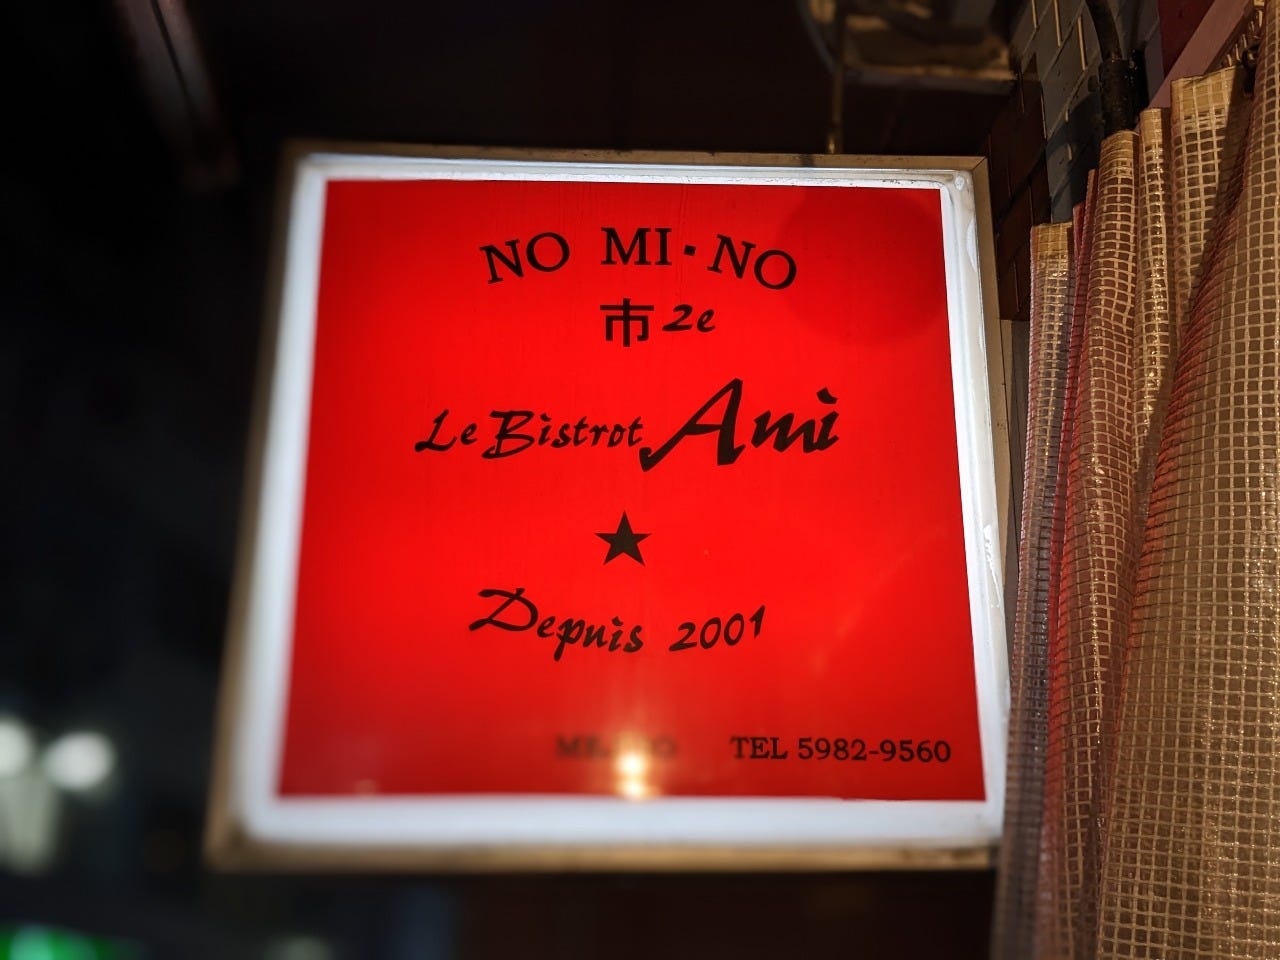 NO MI·NO
市2e
Le Bistrot Ami
★
Depuis 2001
TEL 5982-9560